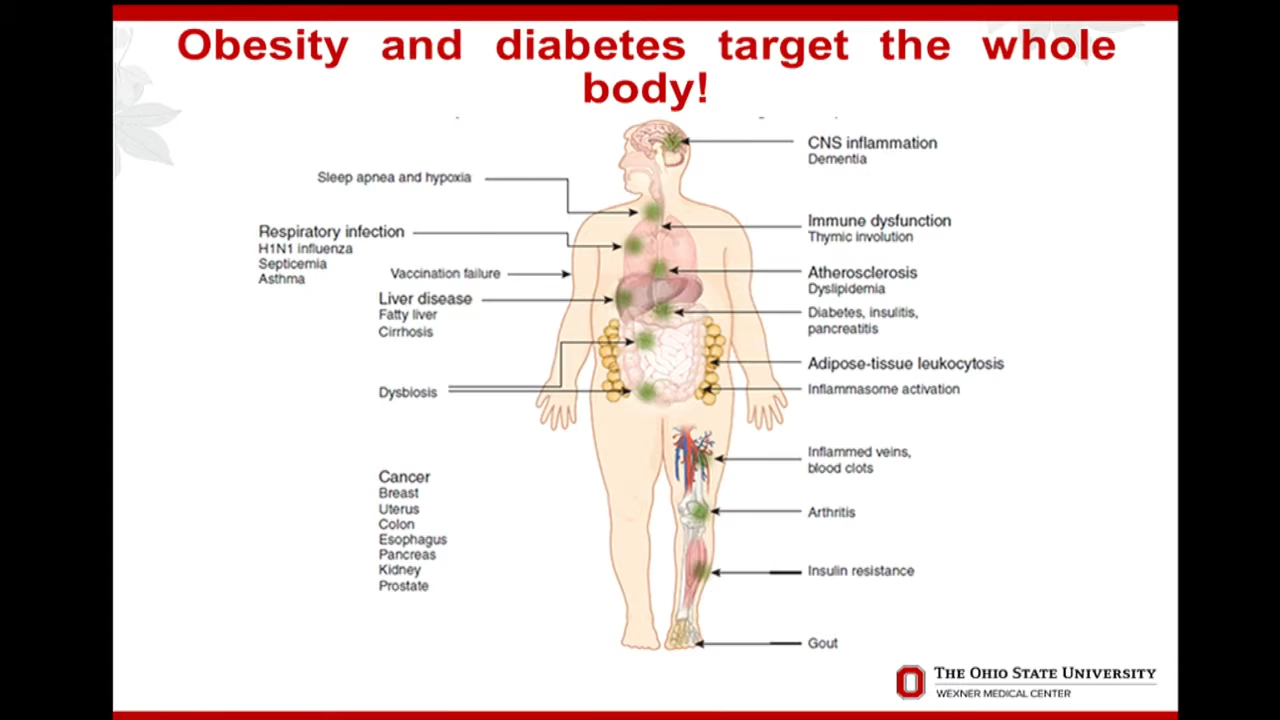 Obesity and diabetes target the whole
body!
CNS inflammation
Dementia
Sleep apnea and hypoxia
Immune dysfunction
Thymic involution
Respiratory infection
H1N1 influenza
Septicemia
Asthma
Vaccination failure
Atherosclerosis
Dyslipidemia
Liver disease
Fatty liver
Cirrhosis
Diabetes, insulitis,
pancreatitis
Adipose-tissue leukocytosis
Dysbiosis
Inflammasome activation
Inflammed veins,
blood clots
Cancer
Breast
Uterus
Colon
Esophagus
Pancreas
Kidney
Prostate
Arthritis
Insulin resistance
Gout
THE OHIO STATE UNIVERSITY
WEXNER MEDICAL CENTER